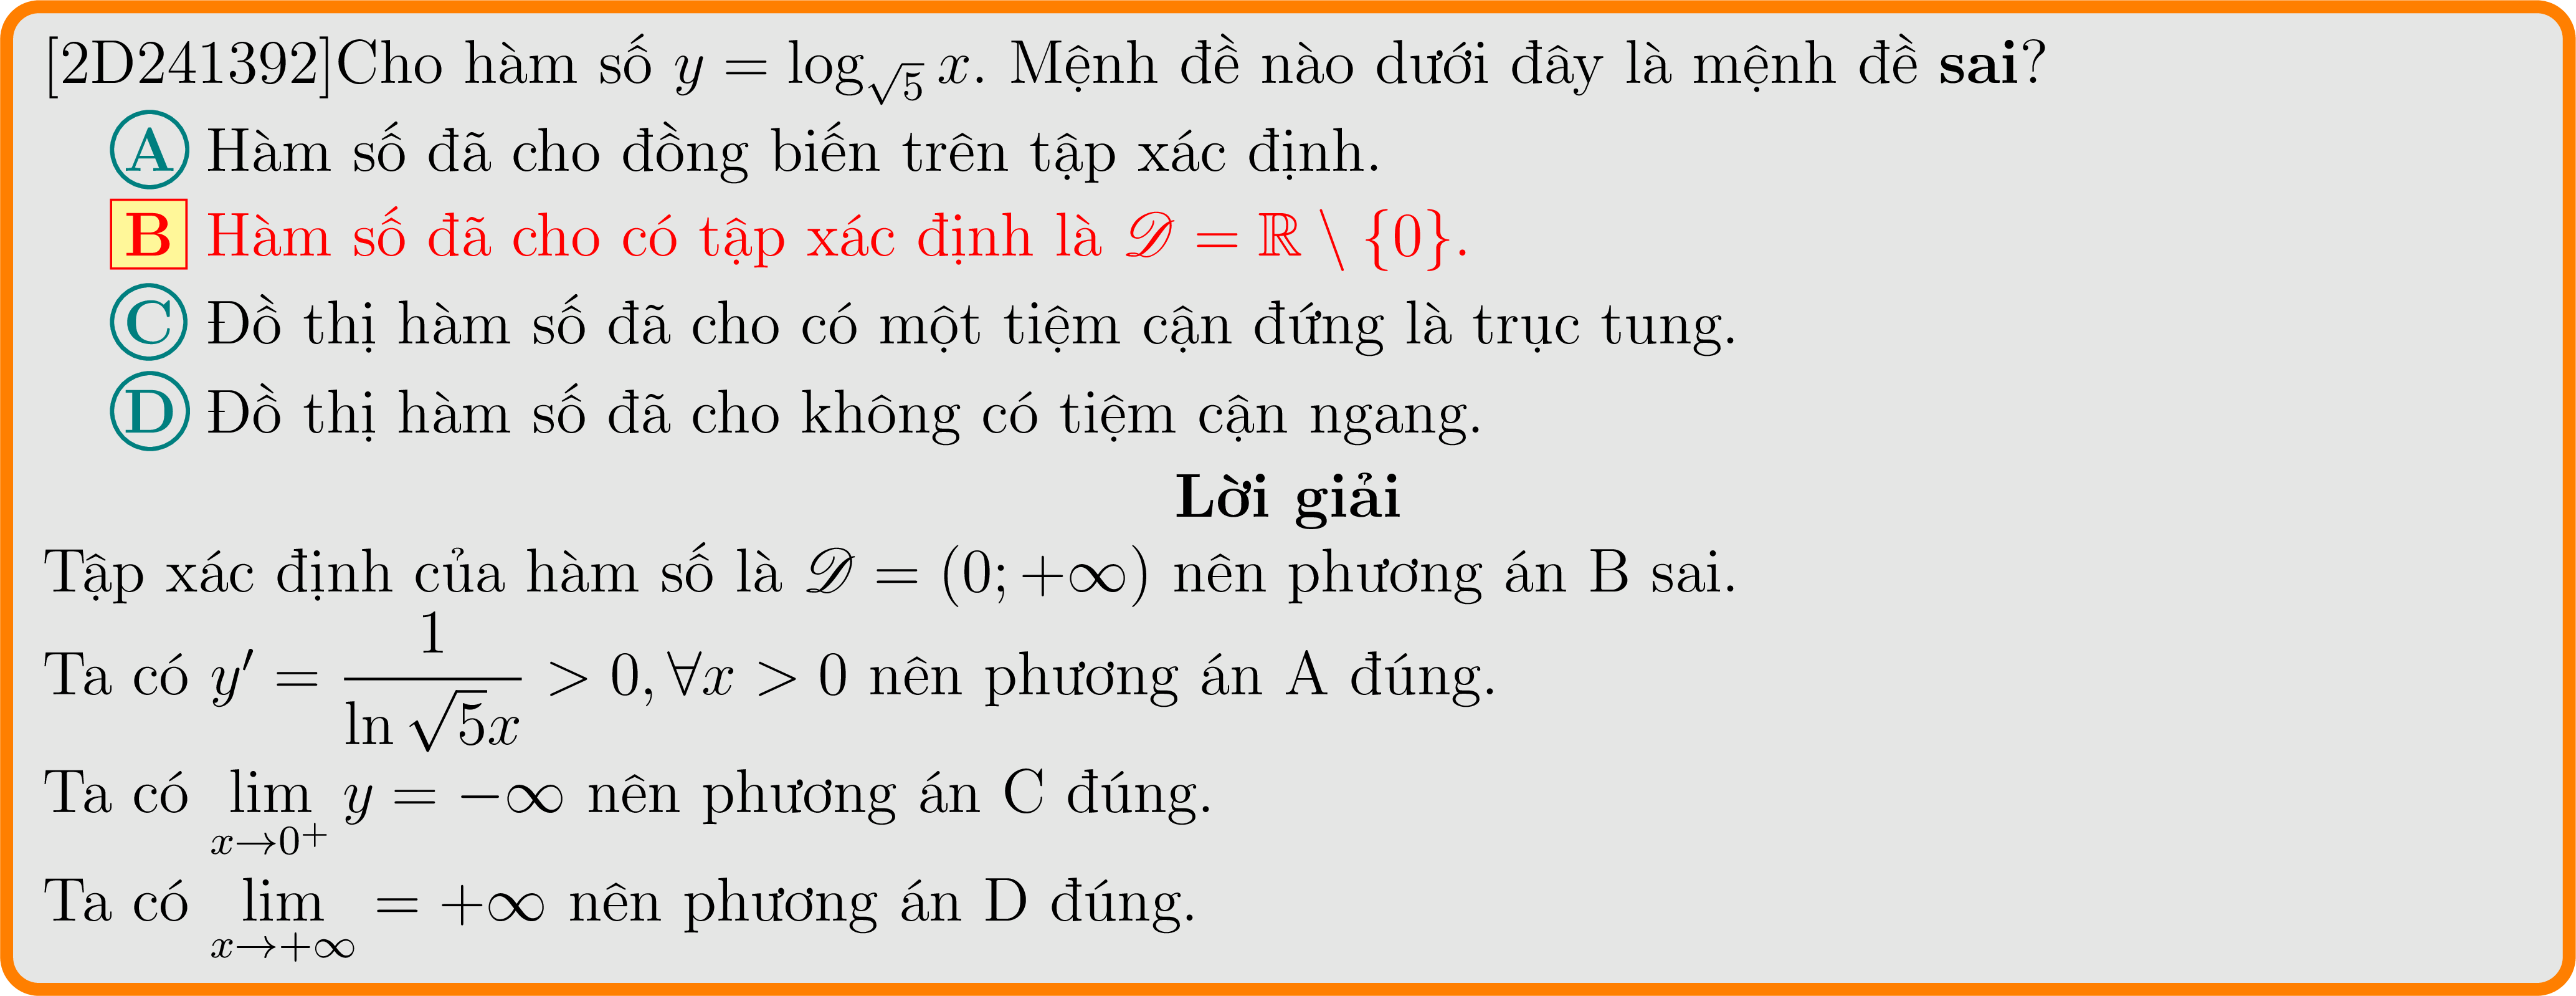 [2D241392]Cho hàm số $y = \log_{\sqrt{5}} x$. Mệnh đề nào dưới đây là mệnh đề sai?
A Hàm số đã cho đồng biến trên tập xác định.
B Hàm số đã cho có tập xác định là $\mathscr{D} = \mathbb{R} \setminus \{0\}$.
C Đồ thị hàm số đã cho có một tiệm cận đứng là trục tung.
D Đồ thị hàm số đã cho không có tiệm cận ngang.
Lời giải
Tập xác định của hàm số là $\mathscr{D} = (0; +\infty)$ nên phương án B sai.
Ta có $y' = \dfrac{1}{\ln \sqrt{5}x} > 0, \forall x > 0$ nên phương án A đúng.
Ta có $\lim\limits_{x \to 0^+} y = -\infty$ nên phương án C đúng.
Ta có $\lim\limits_{x \to +\infty} = +\infty$ nên phương án D đúng.